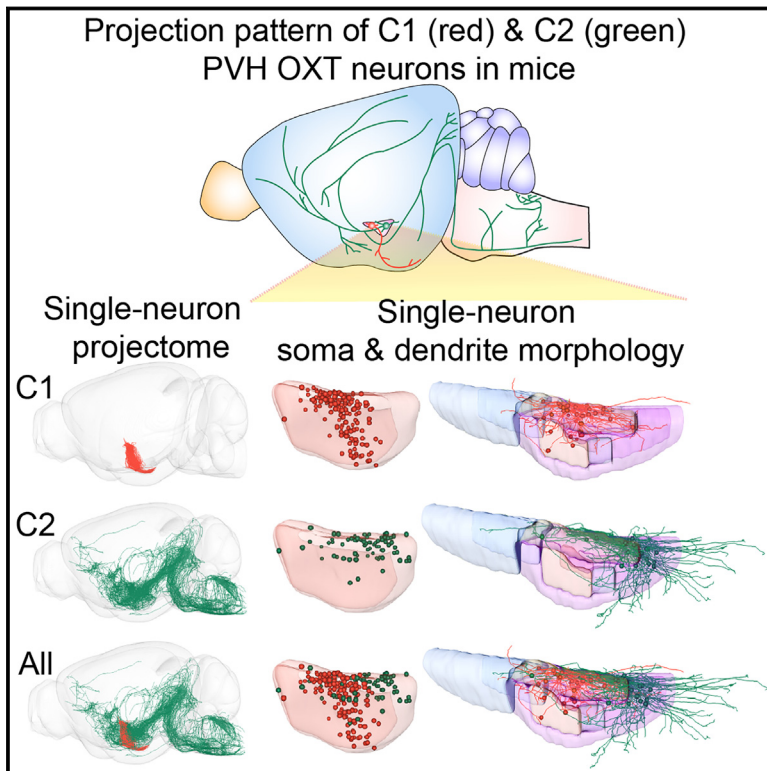 Projection pattern of C1 (red) & C2 (green)
PVH OXT neurons in mice
Single-neuron
projectome
Single-neuron
soma & dendrite morphology
C1
C2
All